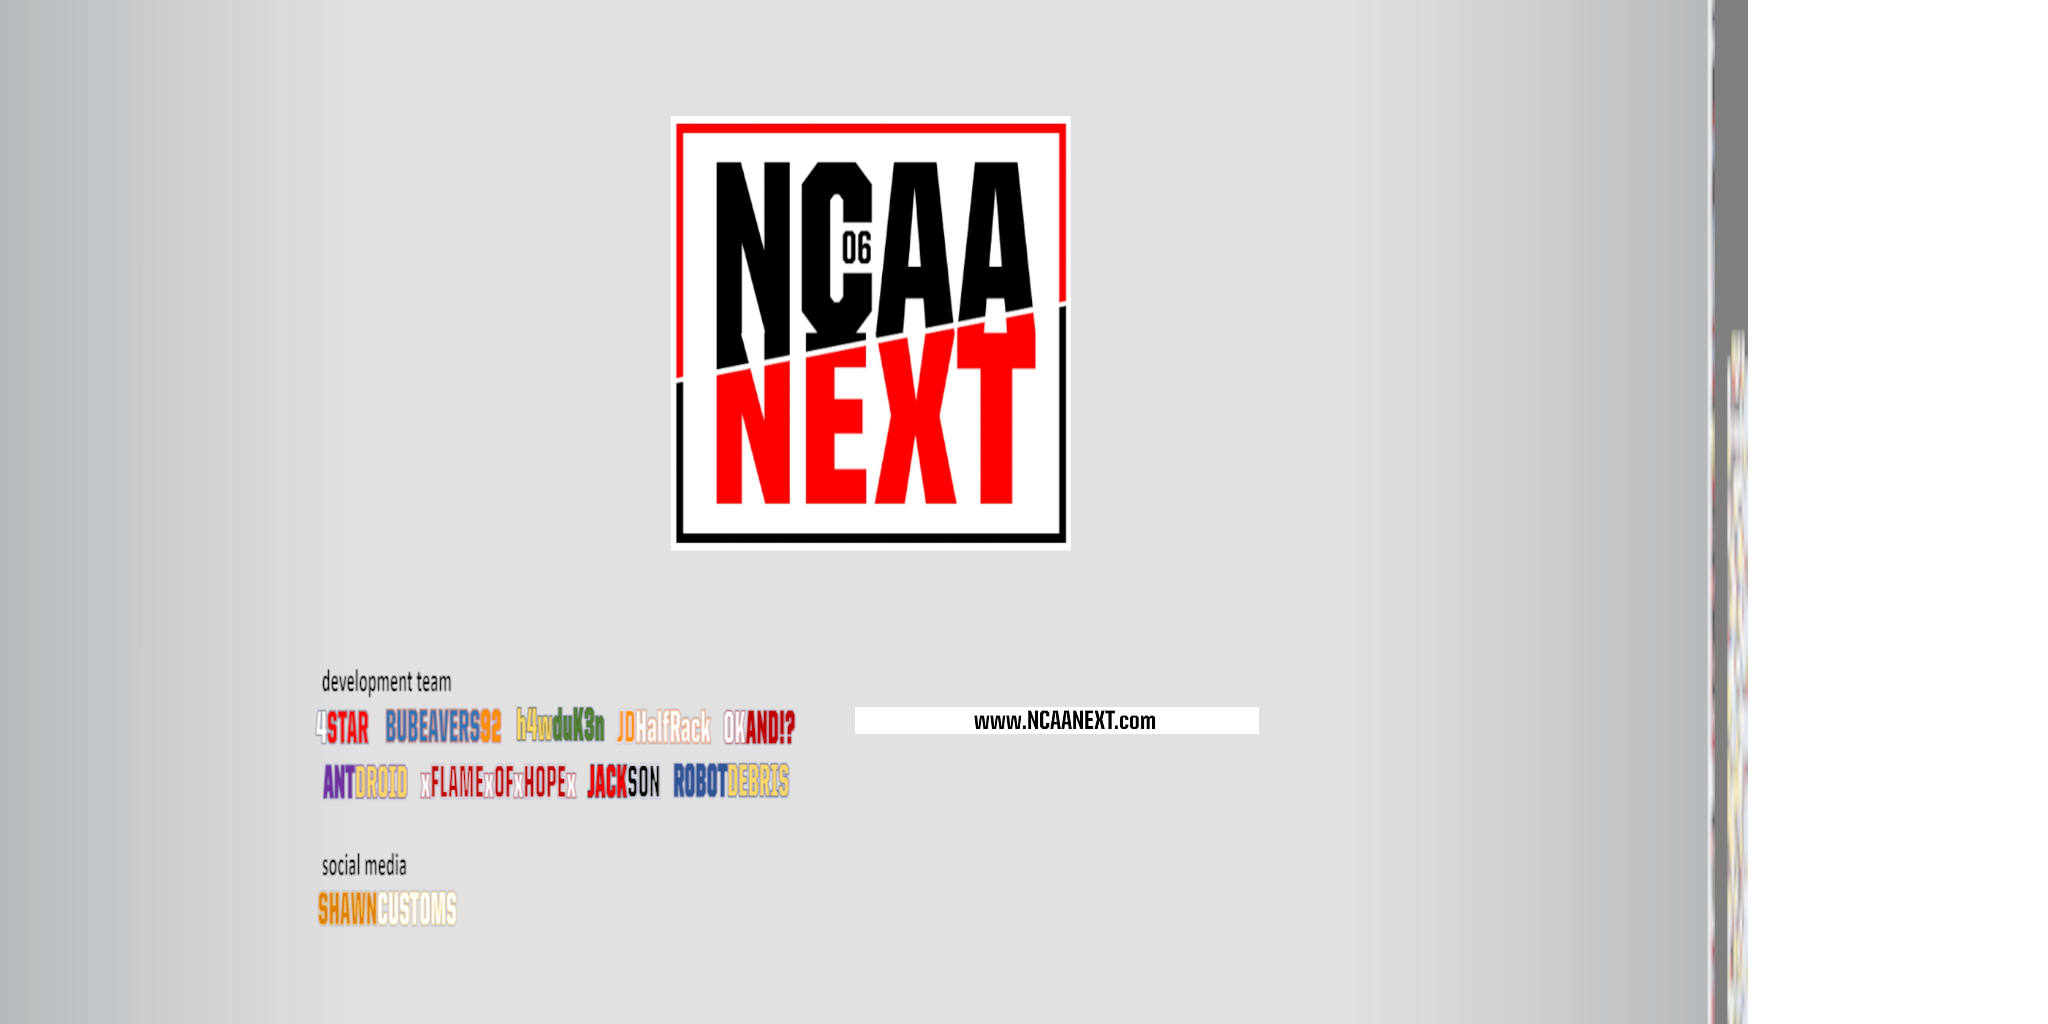 NCAA
06
NEXT
development team
4STAR BUBEAVERS92 h4wduK3n JDHalfRack OKAND!?
www.NCAANEXT.com
ANTDROID xFLAMExOFxHOPEx JACKSON ROBOTDEBRIS
social media
SHAWNCUSTOMS